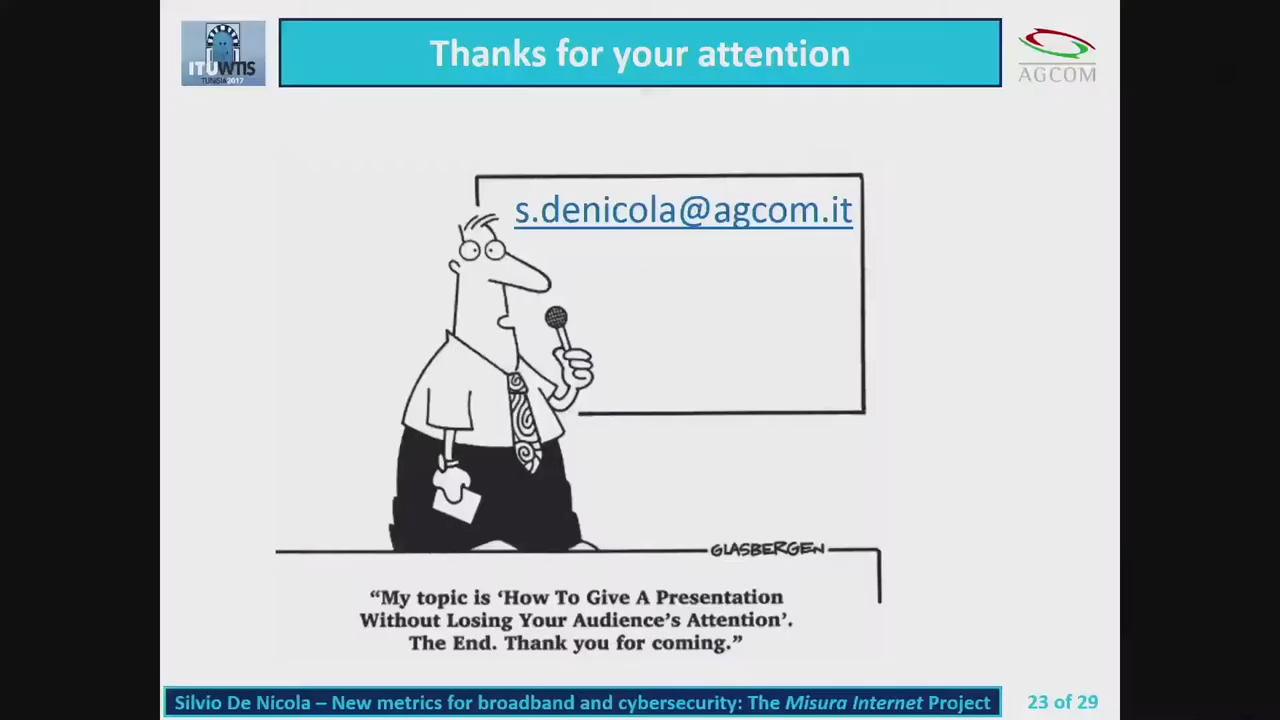 ITUWTIS
TUNISIA 2017
Thanks for your attention
AGCOM
s.denicola@agcom.it
GLASBERGEN
“My topic is ‘How To Give A Presentation
Without Losing Your Audience’s Attention’.
The End. Thank you for coming.”
Silvio De Nicola – New metrics for broadband and cybersecurity: The Misura Internet Project
23 of 29